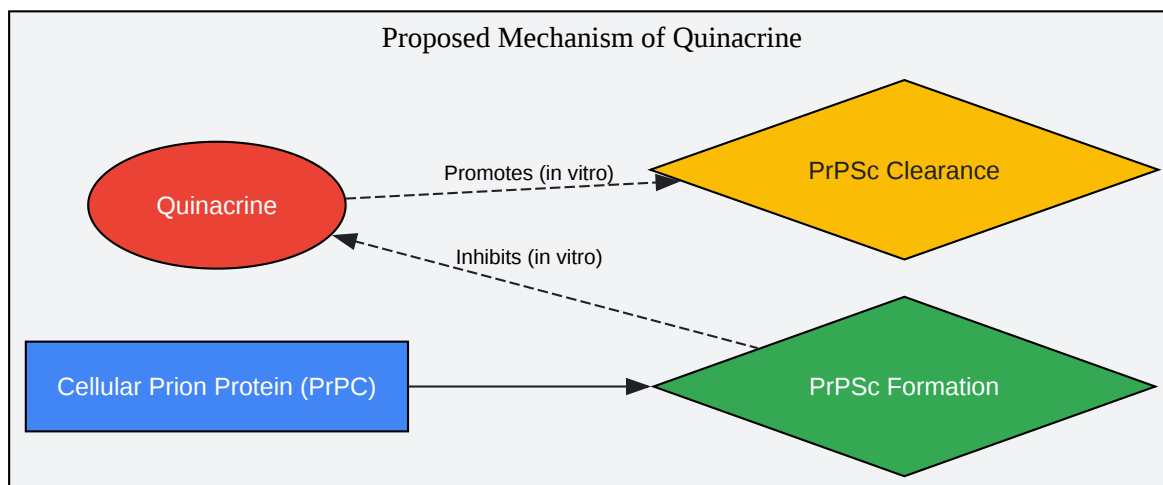 Proposed Mechanism of Quinacrine
Promotes (in vitro)
PrPSc Clearance
Quinacrine
Inhibits (in vitro)
Cellular Prion Protein (PrPC)
PrPSc Formation